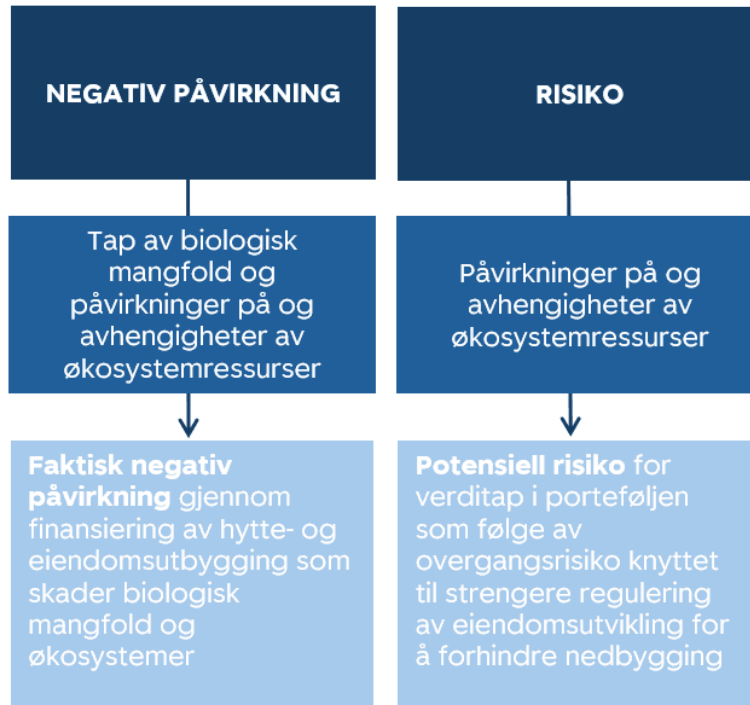 NEGATIV PÅVIRKNING
Tap av biologisk
mangfold og
påvirkninger på og
avhengigheter av
økosystemressurser
Faktisk negativ
påvirkning gjennom
finansiering av hytte- og
eiendomsutbygging som
skader biologisk
mangfold og
økosystemer
RISIKO
Påvirkninger på og
avhengigheter av
økosystemressurser
Potensiell risiko for
verditap i porteføljen
som følge av
overgangsrisiko knyttet
til strengere regulering
av eiendomsutvikling for
å forhindre nedbygging